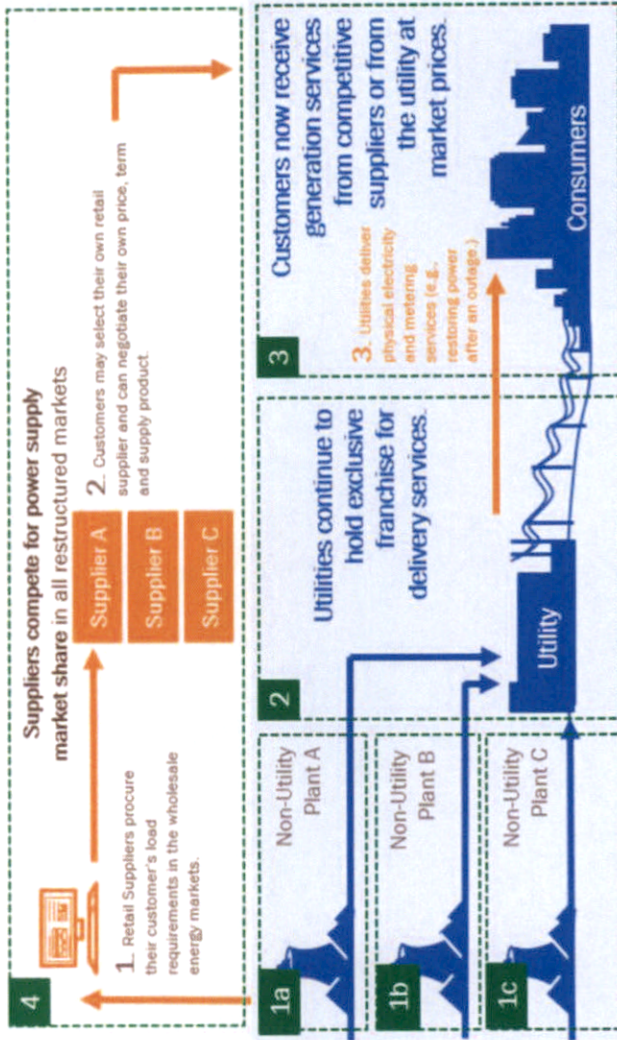 4
Suppliers compete for power supply
market share in all restructured markets
1. Retail Suppliers procure
their customer's load
requirements in the wholesale
energy markets.
Supplier A
Supplier B
Supplier C
2. Customers may select their own retail
supplier and can negotiate their own price, term
and supply product.
1a
Non-Utility
Plant A
1b
Non-Utility
Plant B
1c
Non-Utility
Plant C
2
Utilities continue to
hold exclusive
franchise for
delivery services.
Utility
3
Customers now receive
generation services
from competitive
suppliers or from
the utility at
market prices.
3. Utilities deliver
physical electricity
and metering
services (e.g.,
restoring power
after an outage.)
Consumers